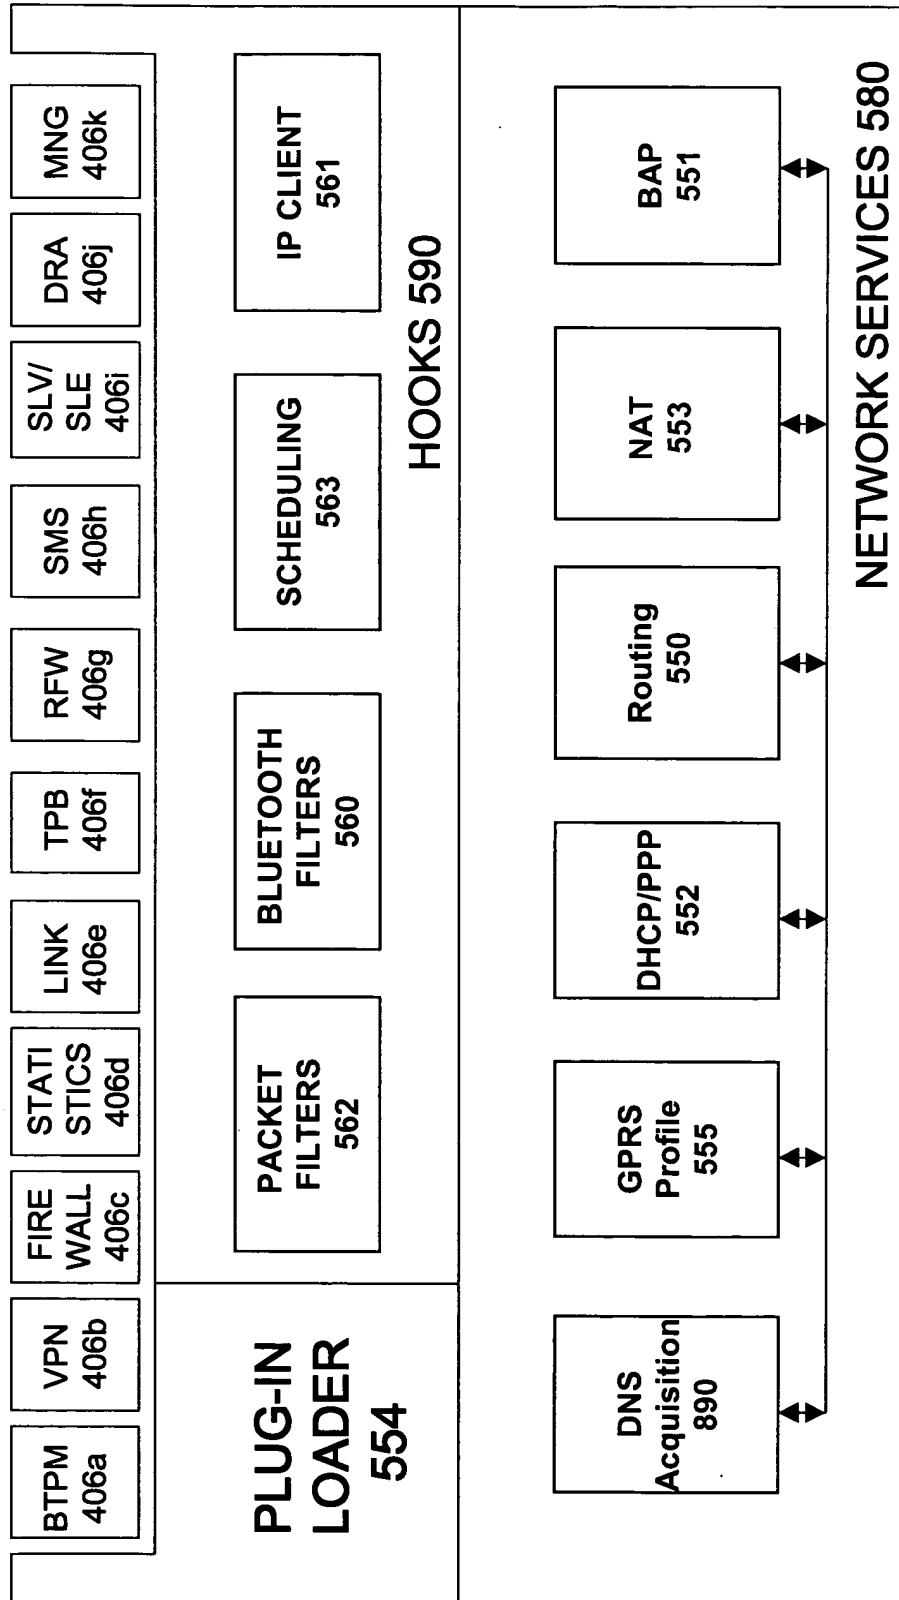 BTPM
406a
VPN
406b
FIRE
WALL
406c
STATI
STICS
406d
LINK
406e
TPB
406f
RFW
406g
SMS
406h
SLV/
SLE
406i
DRA
406j
MNG
406k
PLUG-IN
LOADER
554
PACKET
FILTERS
562
BLUETOOTH
FILTERS
560
SCHEDULING
563
IP CLIENT
561
HOOKS 590
DNS
Acquisition
890
GPRS
Profile
555
DHCP/PPP
552
Routing
550
NAT
553
BAP
551
NETWORK SERVICES 580